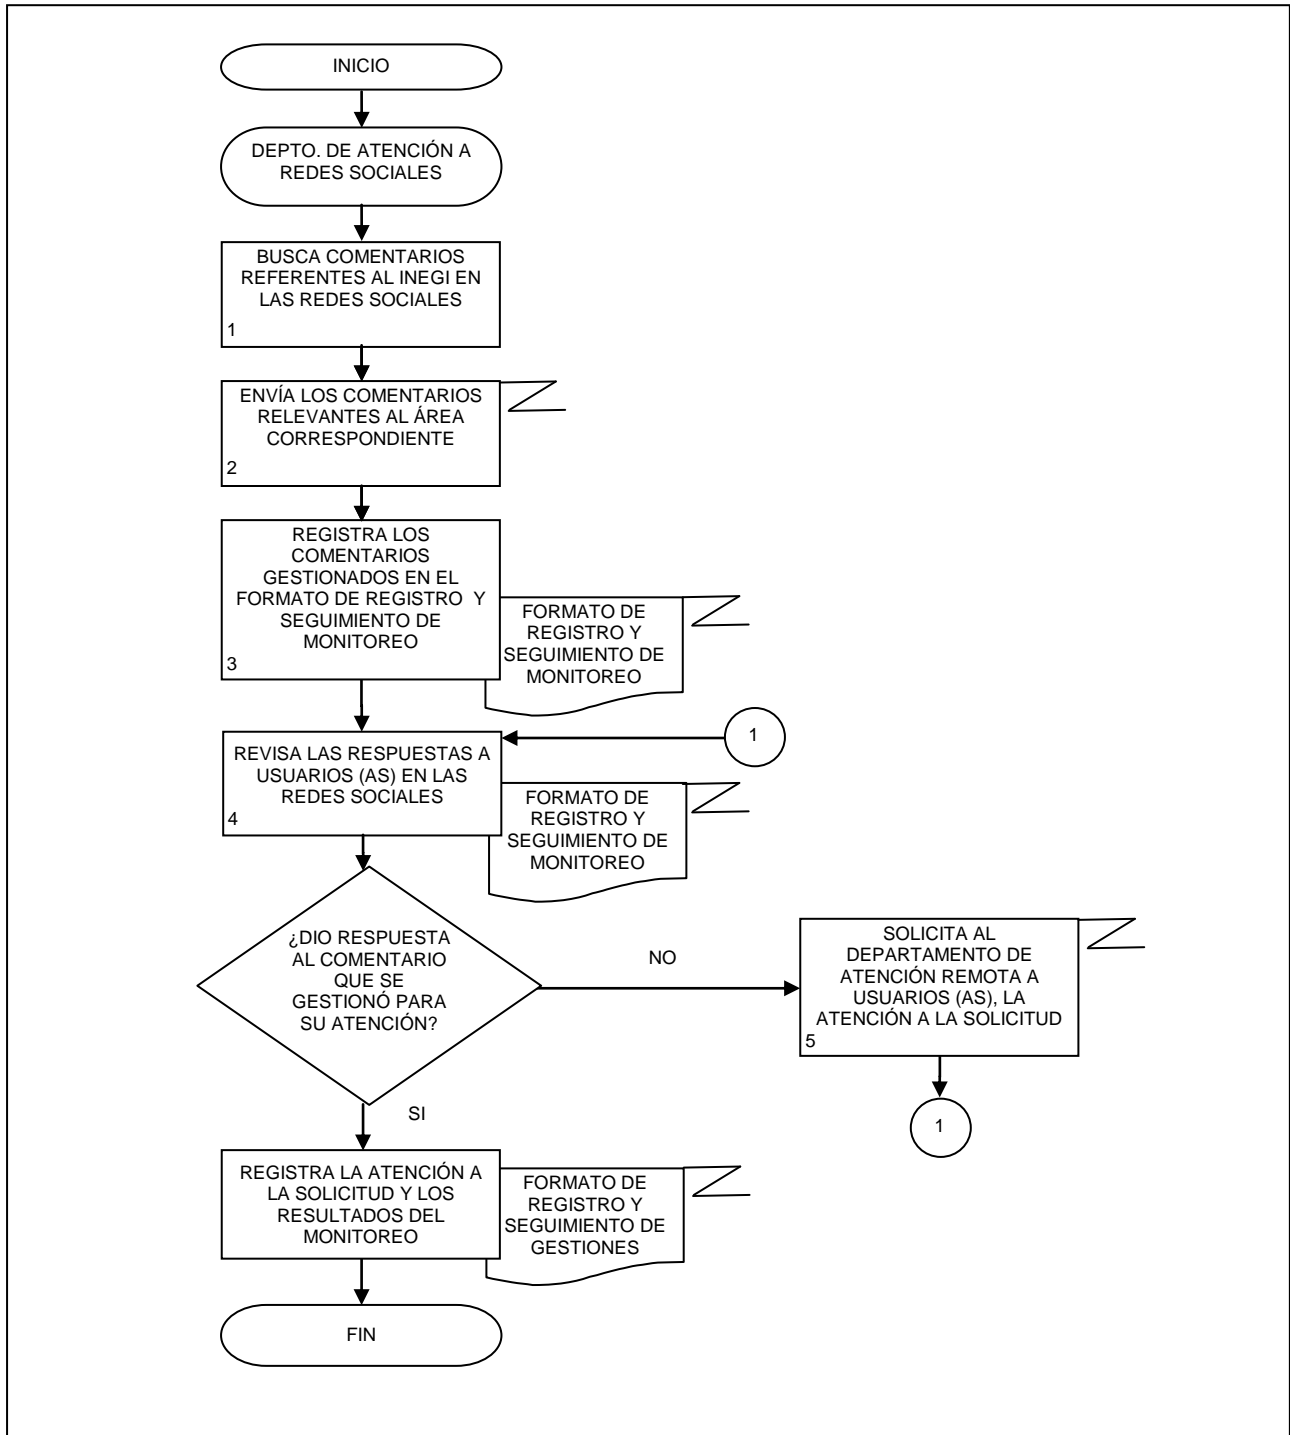 INICIO
DEPTO. DE ATENCIÓN A
REDES SOCIALES
BUSCA COMENTARIOS
REFERENTES AL INEGI EN
LAS REDES SOCIALES
1
ENVÍA LOS COMENTARIOS
RELEVANTES AL ÁREA
CORRESPONDIENTE
2
REGISTRA LOS
COMENTARIOS
GESTIONADOS EN EL
FORMATO DE REGISTRO Y
SEGUIMIENTO DE
MONITOREO
3
FORMATO DE
REGISTRO Y
SEGUIMIENTO DE
MONITOREO
1
REVISA LAS RESPUESTAS A
USUARIOS (AS) EN LAS
REDES SOCIALES
4
FORMATO DE
REGISTRO Y
SEGUIMIENTO DE
MONITOREO
¿DIO RESPUESTA
AL COMENTARIO
QUE SE
GESTIONÓ PARA
SU ATENCIÓN?
NO
SOLICITA AL
DEPARTAMENTO DE
ATENCIÓN REMOTA A
USUARIOS (AS), LA
ATENCIÓN A LA SOLICITUD
5
1
SI
REGISTRA LA ATENCIÓN A
LA SOLICITUD Y LOS
RESULTADOS DEL
MONITOREO
FORMATO DE
REGISTRO Y
SEGUIMIENTO DE
GESTIONES
FIN